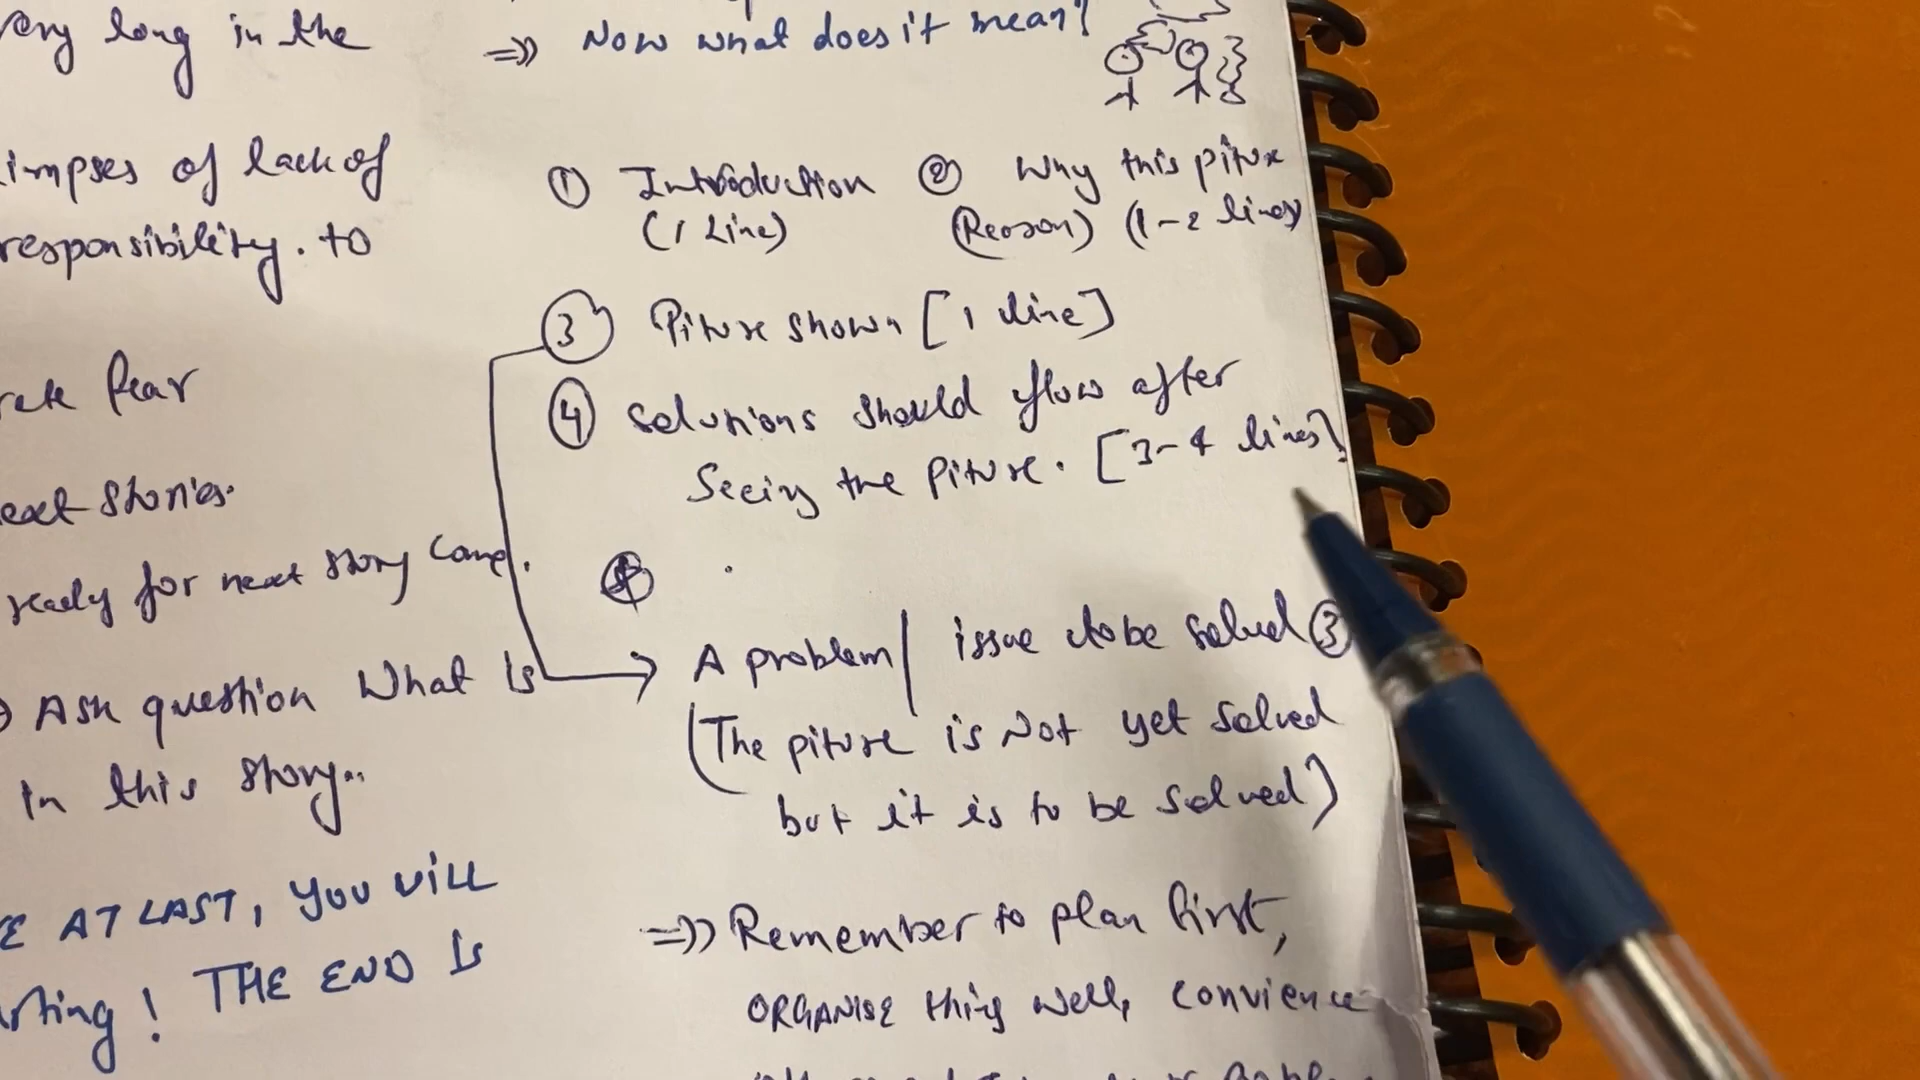 ery long in the
impses of lack of
responsibility. to
fear
ext stories.
ready for next story
Ask question What is
in this story..
E AT LAST, YOU WILL
rting! THE END IS
=>> Now what does it mean?
① Introduction ② Why this piture
(1 Line) (Reason) (1-2 lines)
③ Piture shown [1 line]
④ solutions should flow after
Seeing the piture. [3-4 lines]
A problem / issue to be solved ③
(The piture is Not yet solved
but it is to be solved)
=>> Remember to plan first,
ORGANISE thing well, convience